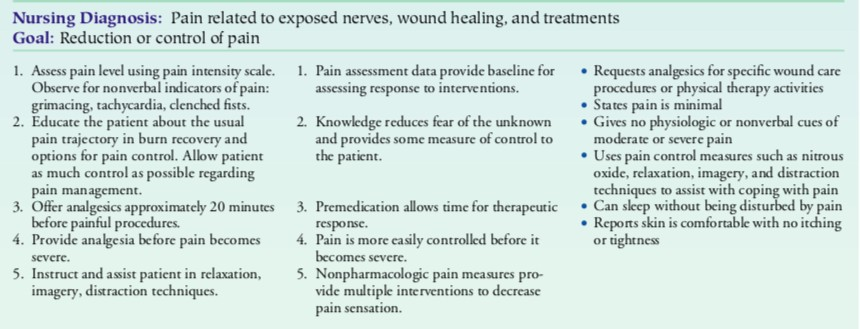 Nursing Diagnosis: Pain related to exposed nerves, wound healing, and treatments
Goal: Reduction or control of pain
1. Assess pain level using pain intensity scale.
Observe for nonverbal indicators of pain:
grimacing, tachycardia, clenched fists.
2. Educate the patient about the usual
pain trajectory in burn recovery and
options for pain control. Allow patient
as much control as possible regarding
pain management.
3. Offer analgesics approximately 20 minutes
before painful procedures.
4. Provide analgesia before pain becomes
severe.
5. Instruct and assist patient in relaxation,
imagery, distraction techniques.
1. Pain assessment data provide baseline for
assessing response to interventions.
2. Knowledge reduces fear of the unknown
and provides some measure of control to
the patient.
3. Premedication allows time for therapeutic
response.
4. Pain is more easily controlled before it
becomes severe.
5. Nonpharmacologic pain measures pro-
vide multiple interventions to decrease
pain sensation.
• Requests analgesics for specific wound care
procedures or physical therapy activities
• States pain is minimal
• Gives no physiologic or nonverbal cues of
moderate or severe pain
• Uses pain control measures such as nitrous
oxide, relaxation, imagery, and distraction
techniques to assist with coping with pain
• Can sleep without being disturbed by pain
• Reports skin is comfortable with no itching
or tightness